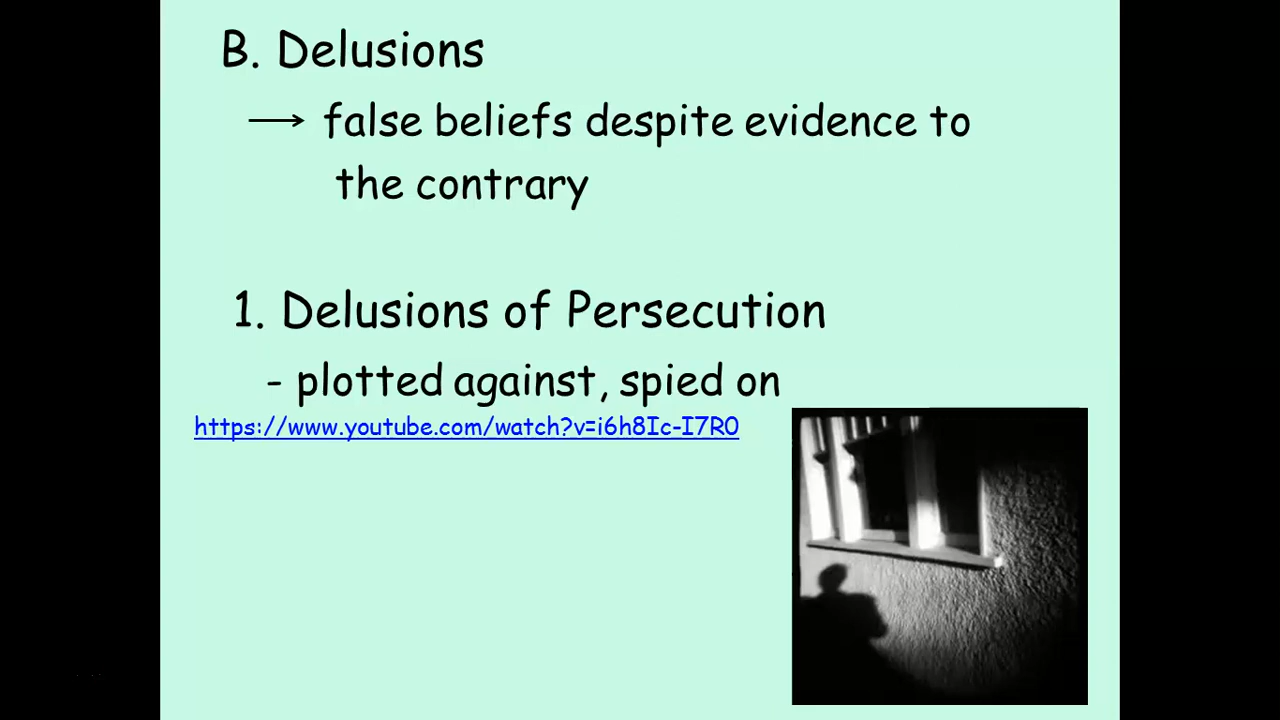 B. Delusions
→ false beliefs despite evidence to
the contrary
1. Delusions of Persecution
- plotted against, spied on
https://www.youtube.com/watch?v=i6h8Ic-I7R0